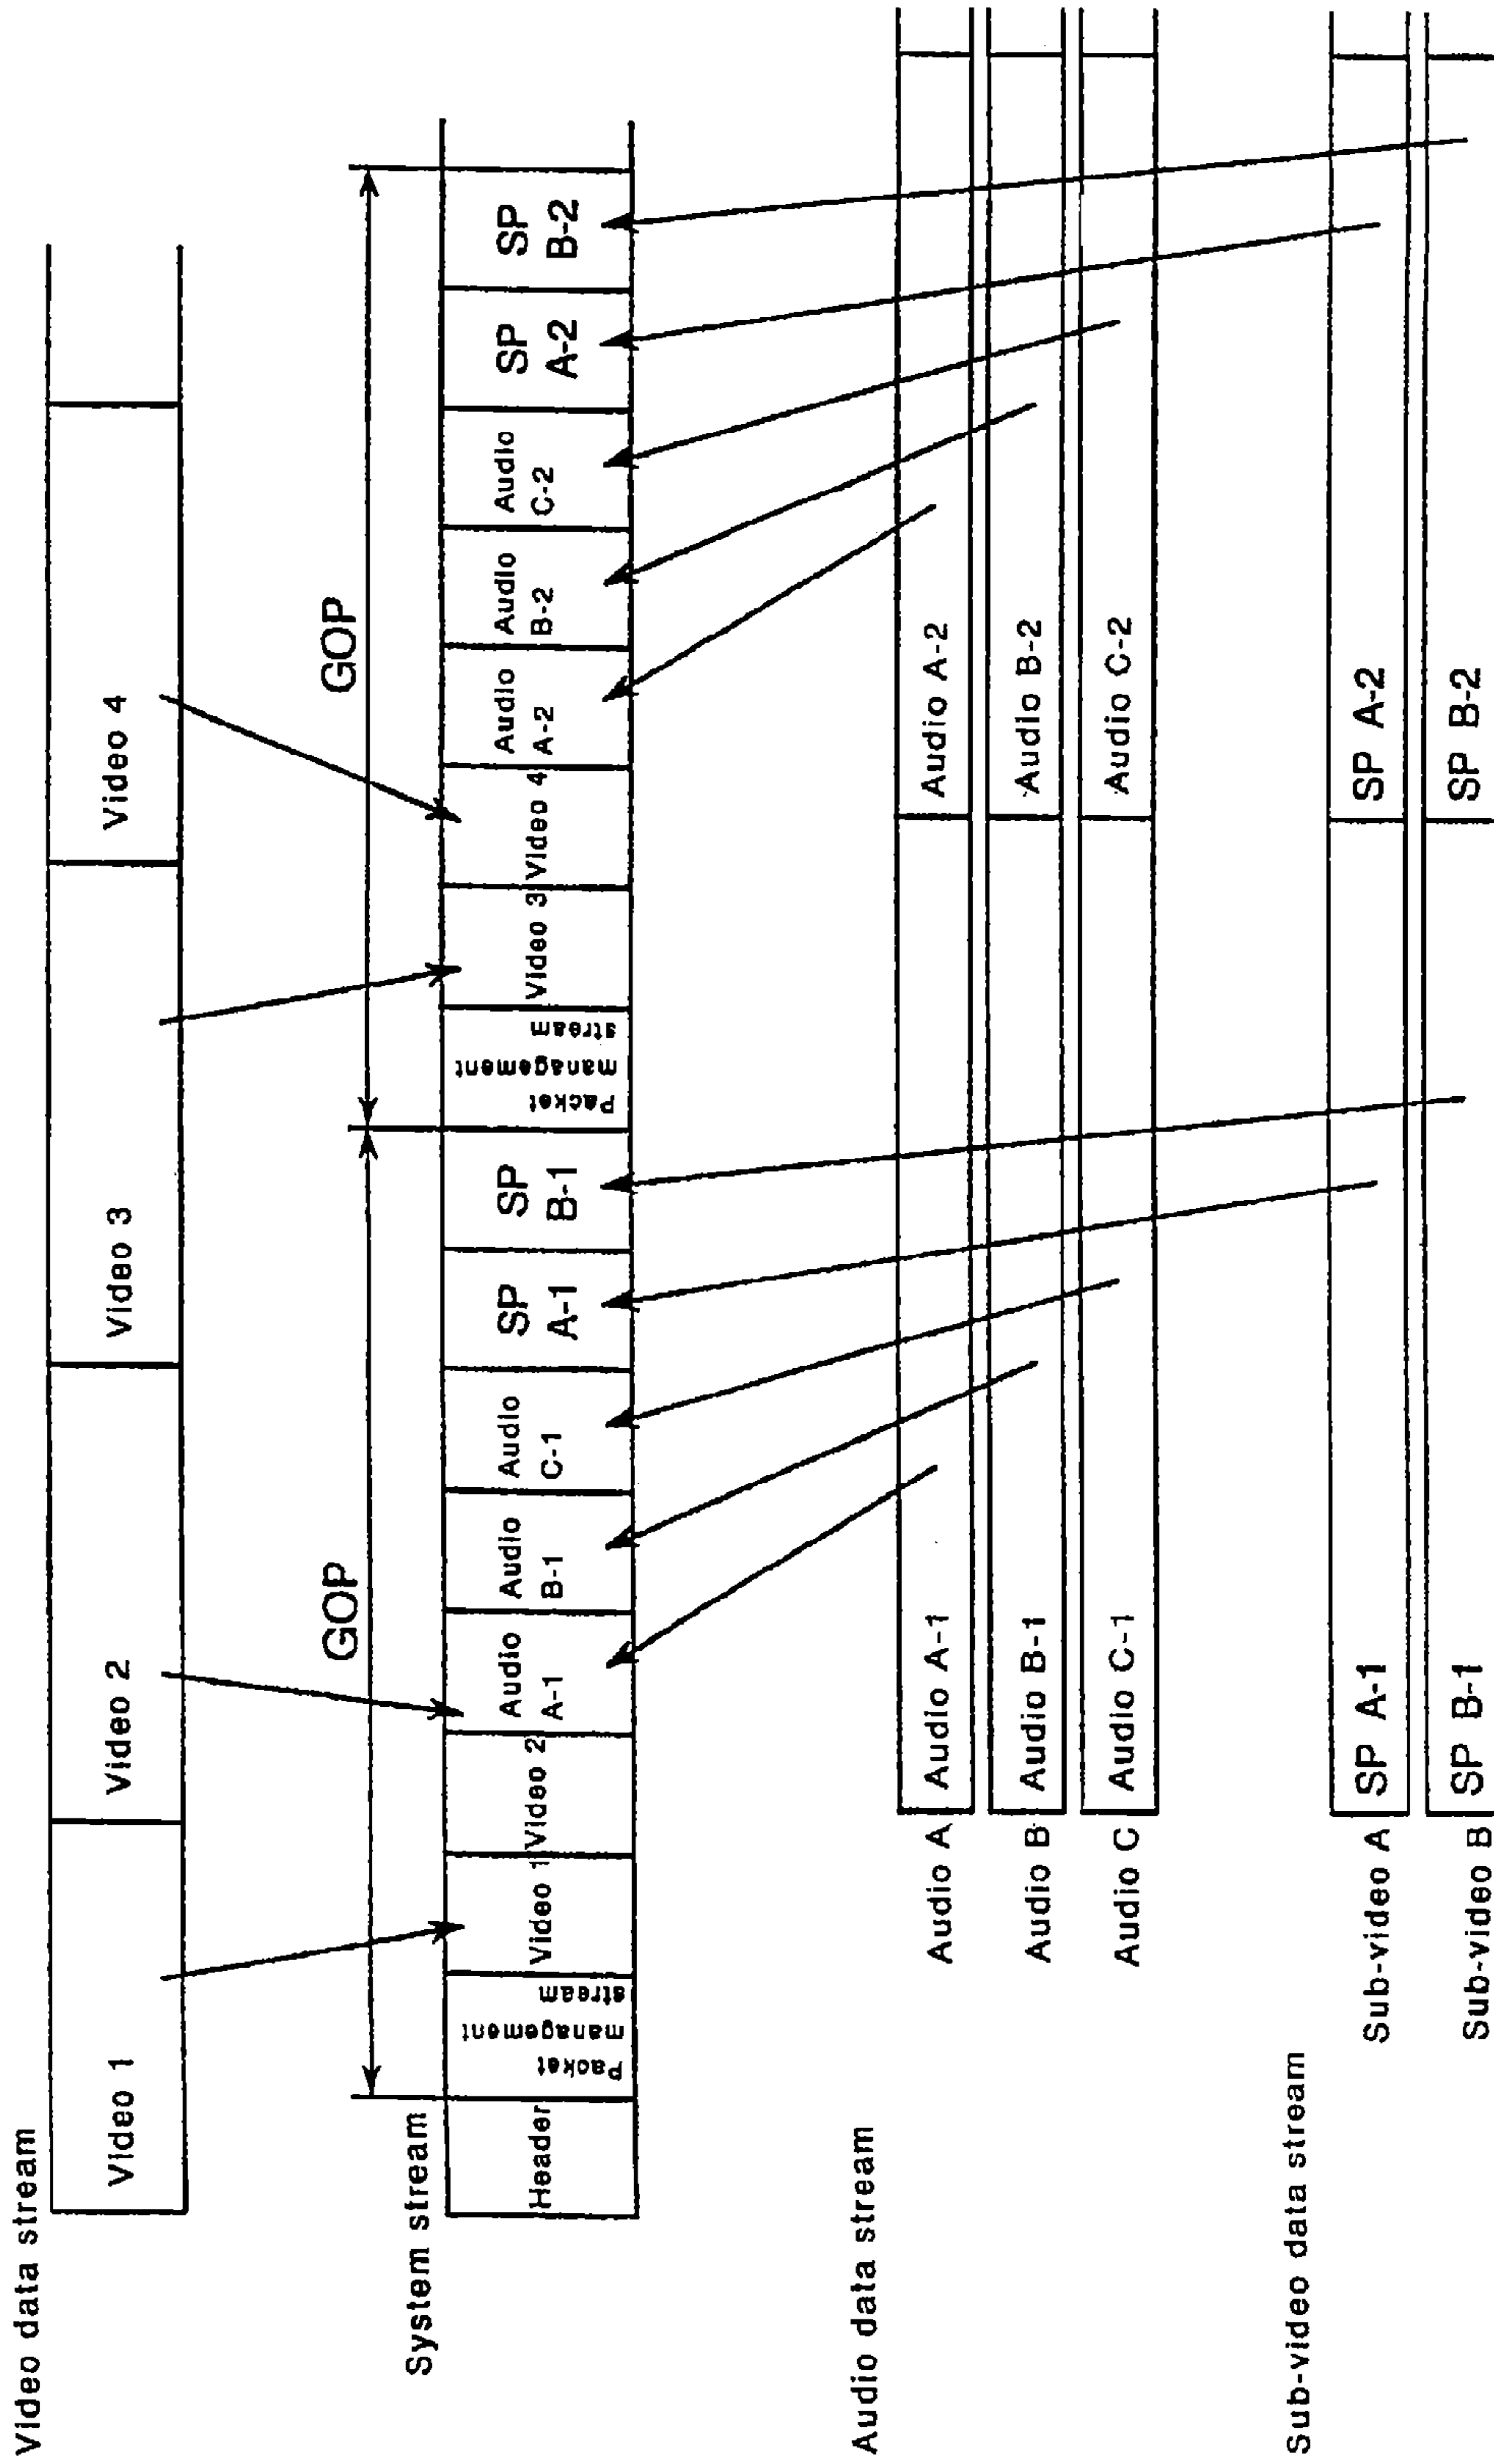 Video data stream
Video 1
Video 2
Video 3
Video 4
GOP
GOP
System stream
Header
Packet
management
stream
Video 1
Video 2
Audio
A-1
Audio
B-1
Audio
C-1
SP
A-1
SP
B-1
Packet
management
stream
Video 3
Video 4
Audio
A-2
Audio
B-2
Audio
C-2
SP
A-2
SP
B-2
Audio data stream
Audio A
Audio A-1
Audio A-2
Audio B
Audio B-1
Audio B-2
Audio C
Audio C-1
Audio C-2
Sub-video data stream
Sub-video A
SP A-1
SP A-2
Sub-video B
SP B-1
SP B-2